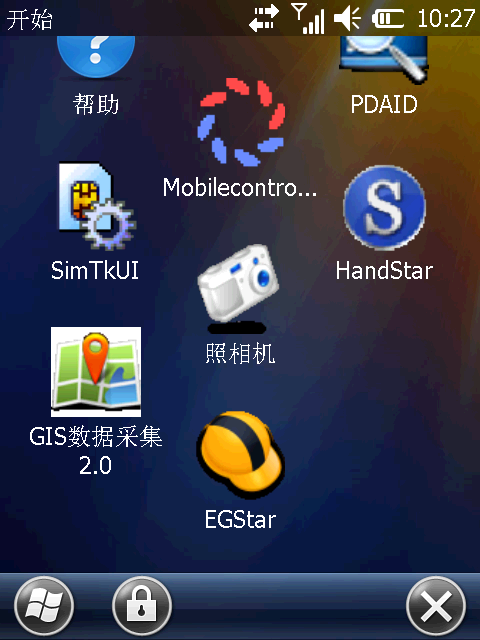 开始
10:27
帮助
PDAID
Mobilecontro...
SimTkUI
HandStar
S
照相机
GIS数据采集
2.0
EGStar